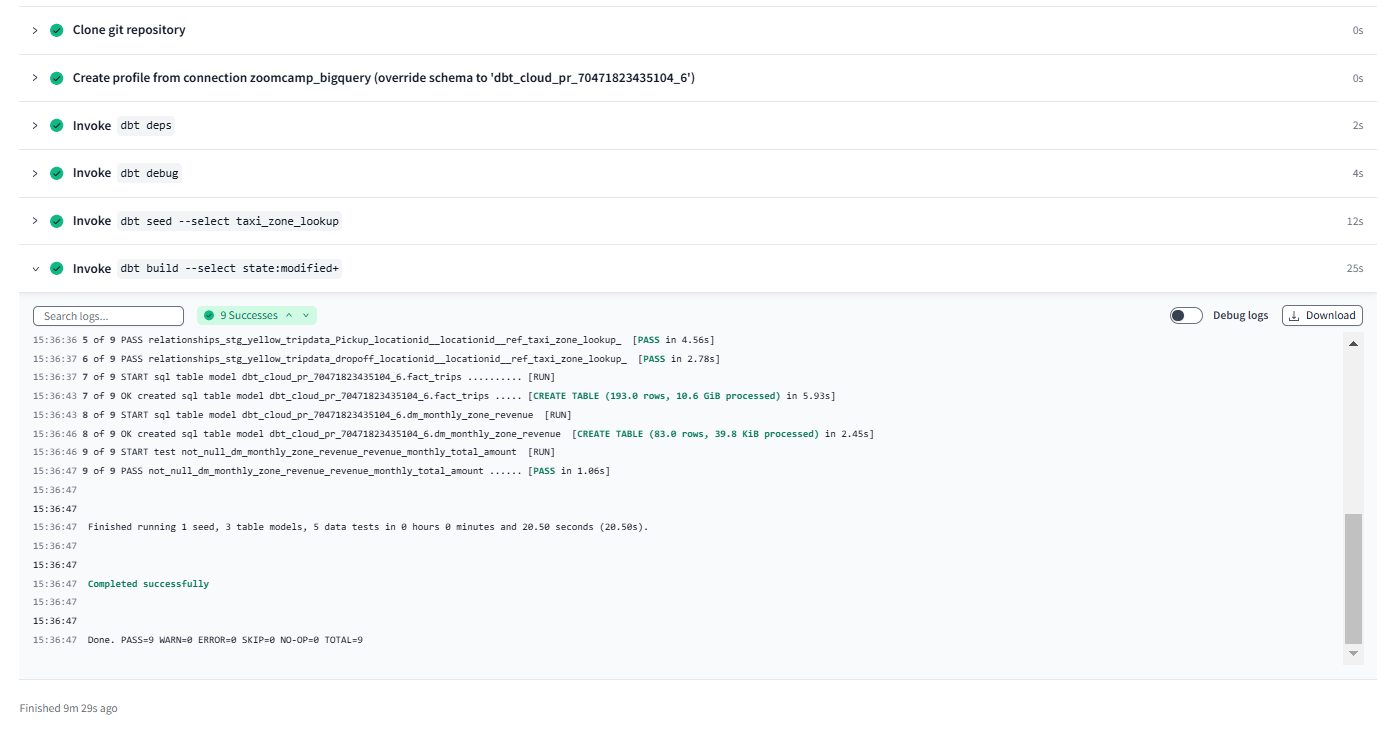 Clone git repository 0s
Create profile from connection zoomcamp_bigquery (override schema to 'dbt_cloud_pr_70471823435104_6') 0s
Invoke dbt deps 2s
Invoke dbt debug 4s
Invoke dbt seed --select taxi_zone_lookup 12s
Invoke dbt build --select state:modified+ 25s
Search logs... 9 Successes Debug logs Download
15:36:36 5 of 9 PASS relationships_stg_yellow_tripdata_Pickup_locationid__locationid__ref_taxi_zone_lookup_ [PASS in 4.56s]
15:36:37 6 of 9 PASS relationships_stg_yellow_tripdata_dropoff_locationid__locationid__ref_taxi_zone_lookup_ [PASS in 2.78s]
15:36:37 7 of 9 START sql table model dbt_cloud_pr_70471823435104_6.fact_trips .......... [RUN]
15:36:43 7 of 9 OK created sql table model dbt_cloud_pr_70471823435104_6.fact_trips ..... [CREATE TABLE (193.0 rows, 10.6 GiB processed) in 5.93s]
15:36:43 8 of 9 START sql table model dbt_cloud_pr_70471823435104_6.dm_monthly_zone_revenue [RUN]
15:36:46 8 of 9 OK created sql table model dbt_cloud_pr_70471823435104_6.dm_monthly_zone_revenue [CREATE TABLE (83.0 rows, 39.8 KiB processed) in 2.45s]
15:36:46 9 of 9 START test not_null_dm_monthly_zone_revenue_revenue_monthly_total_amount [RUN]
15:36:47 9 of 9 PASS not_null_dm_monthly_zone_revenue_revenue_monthly_total_amount ...... [PASS in 1.06s]
15:36:47
15:36:47
15:36:47 Finished running 1 seed, 3 table models, 5 data tests in 0 hours 0 minutes and 20.50 seconds (20.50s).
15:36:47
15:36:47
15:36:47 Completed successfully
15:36:47
15:36:47
15:36:47 Done. PASS=9 WARN=0 ERROR=0 SKIP=0 NO-OP=0 TOTAL=9
Finished 9m 29s ago